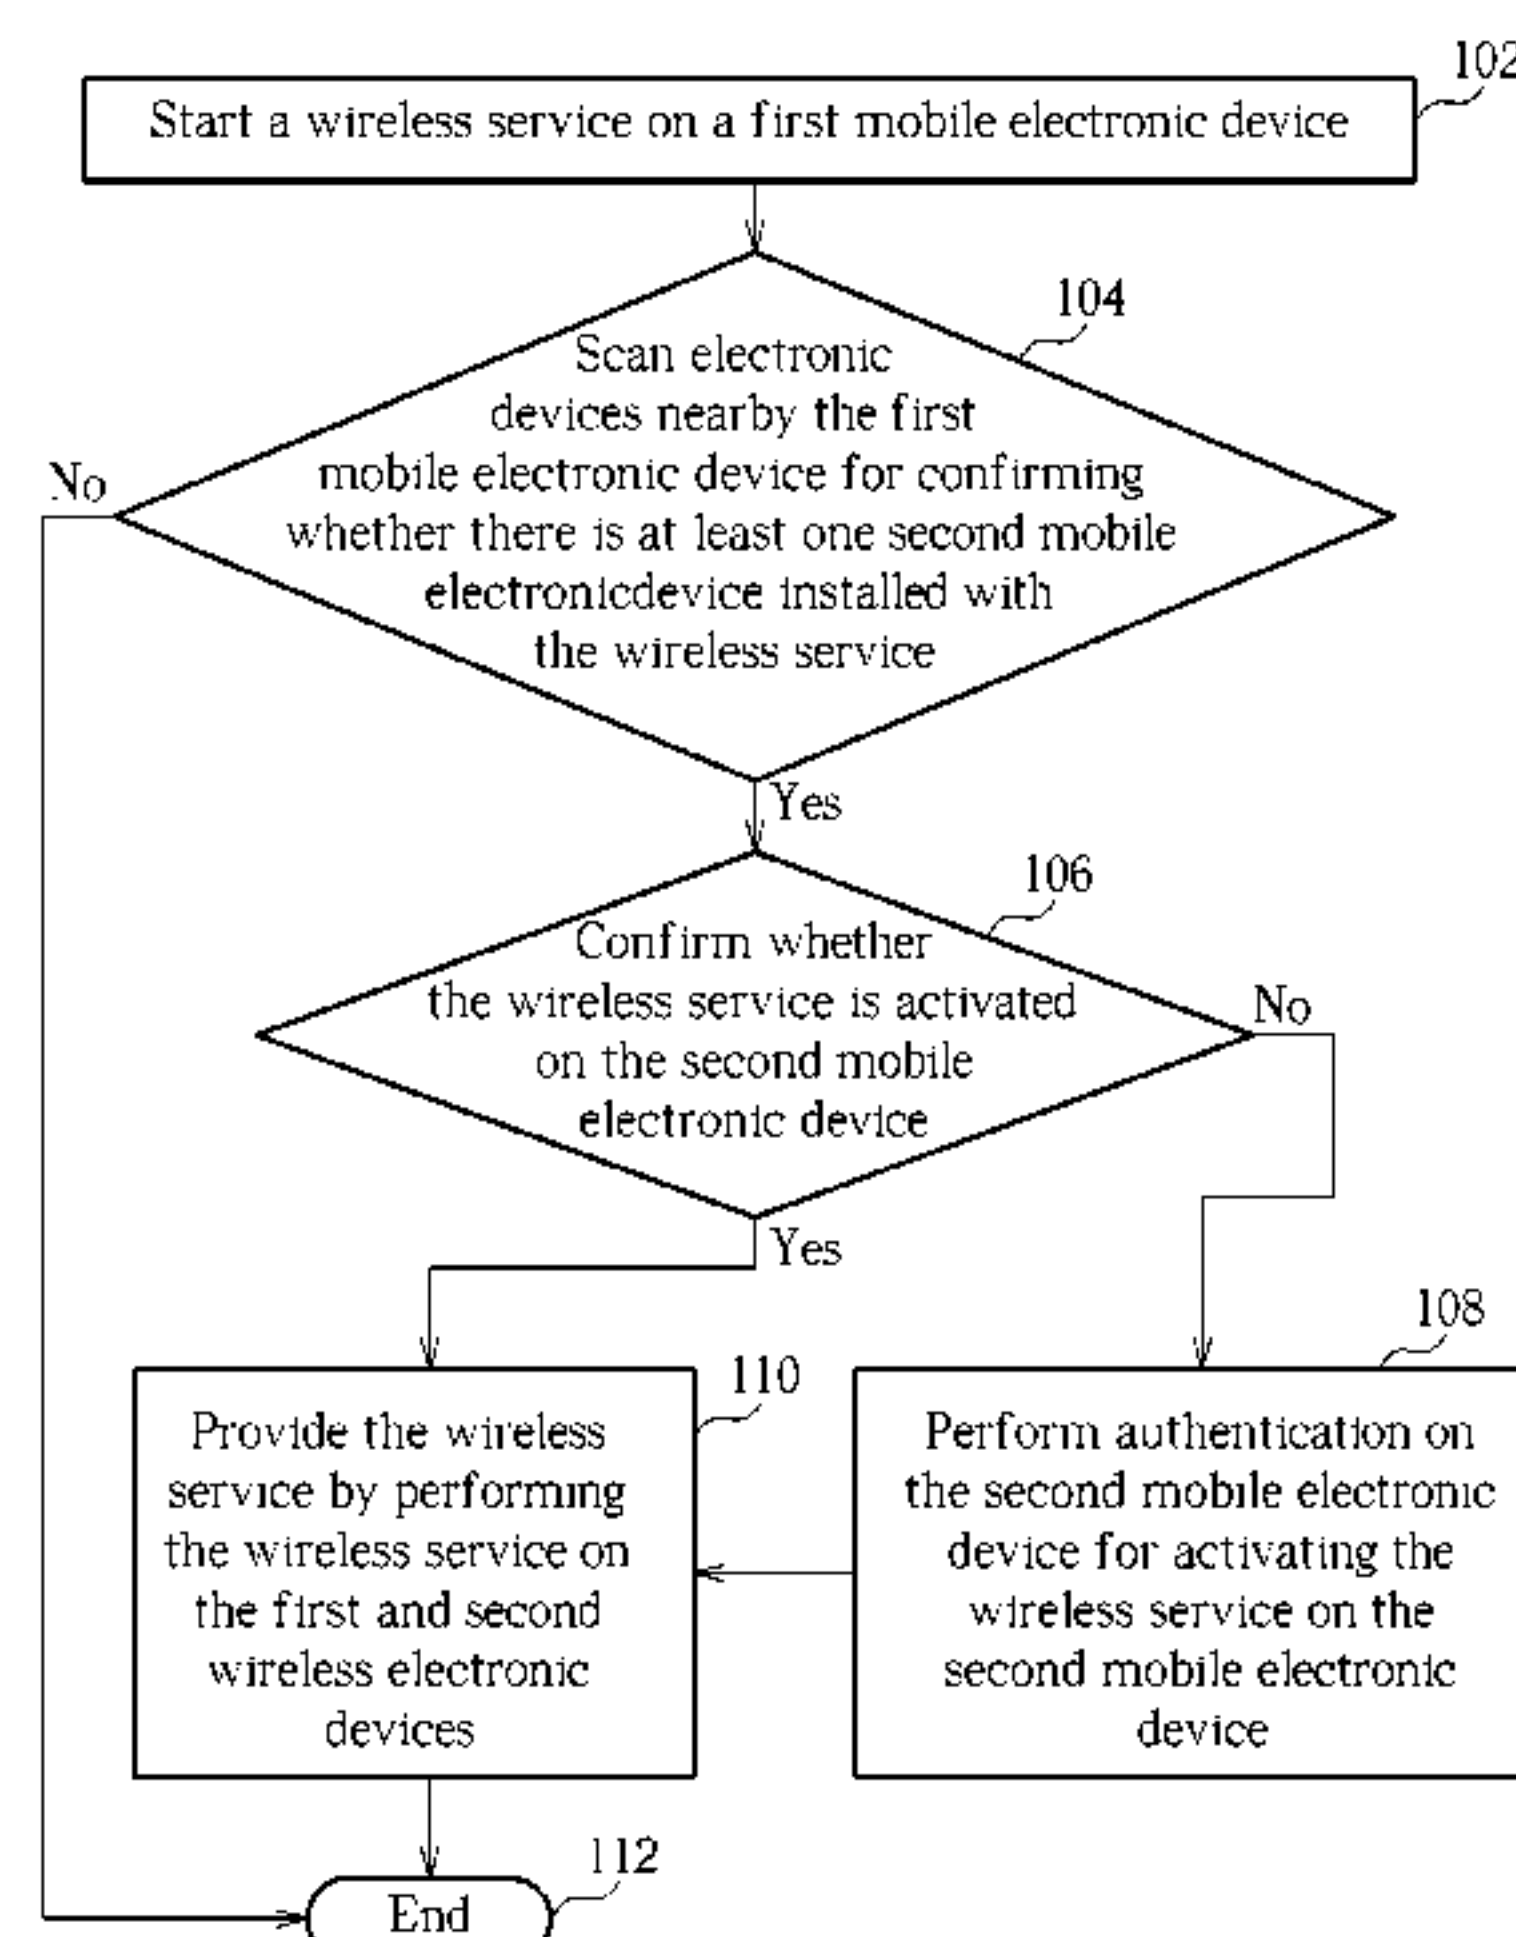 102
Start a wireless service on a first mobile electronic device
104
Scan electronic
devices nearby the first
mobile electronic device for confirming
whether there is at least one second mobile
electronicdevice installed with
the wireless service
No
Yes
106
Confirm whether
the wireless service is activated
on the second mobile
electronic device
No
Yes
110
Provide the wireless
service by performing
the wireless service on
the first and second
wireless electronic
devices
108
Perform authentication on
the second mobile electronic
device for activating the
wireless service on the
second mobile electronic
device
112
End